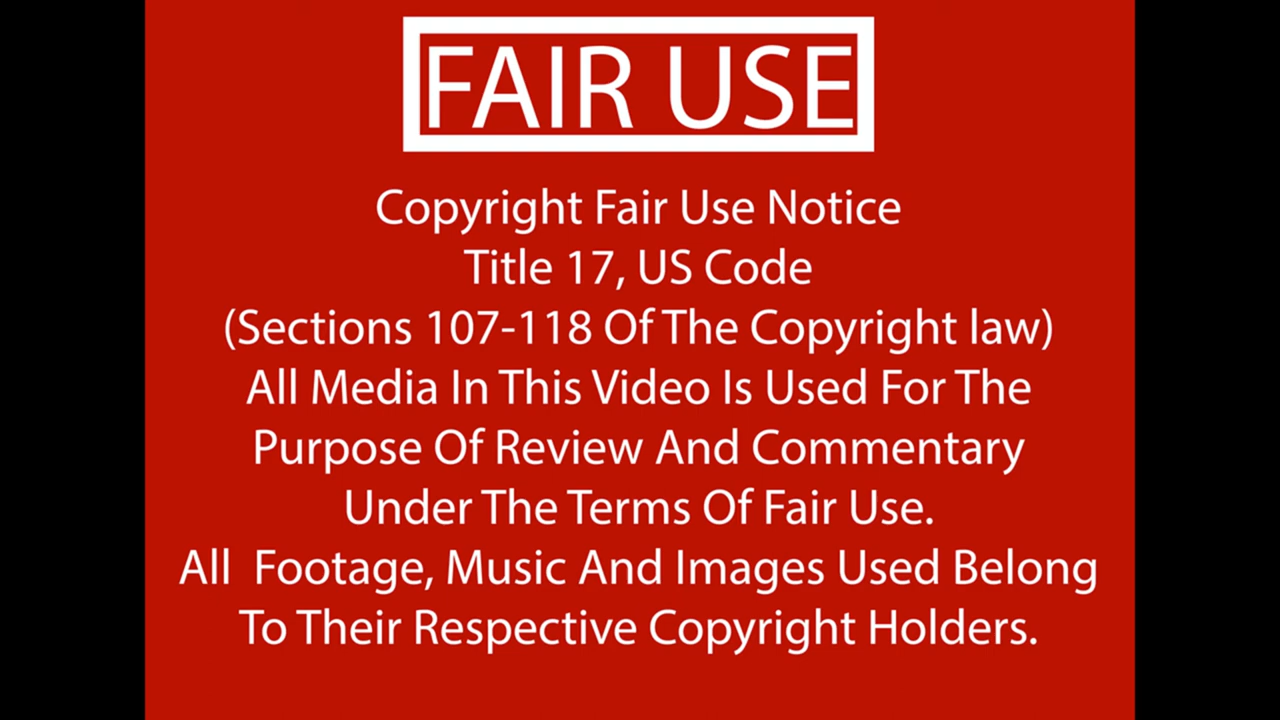 FAIR USE
Copyright Fair Use Notice
Title 17, US Code
(Sections 107-118 Of The Copyright law)
All Media In This Video Is Used For The
Purpose Of Review And Commentary
Under The Terms Of Fair Use.
All  Footage, Music And Images Used Belong
To Their Respective Copyright Holders.